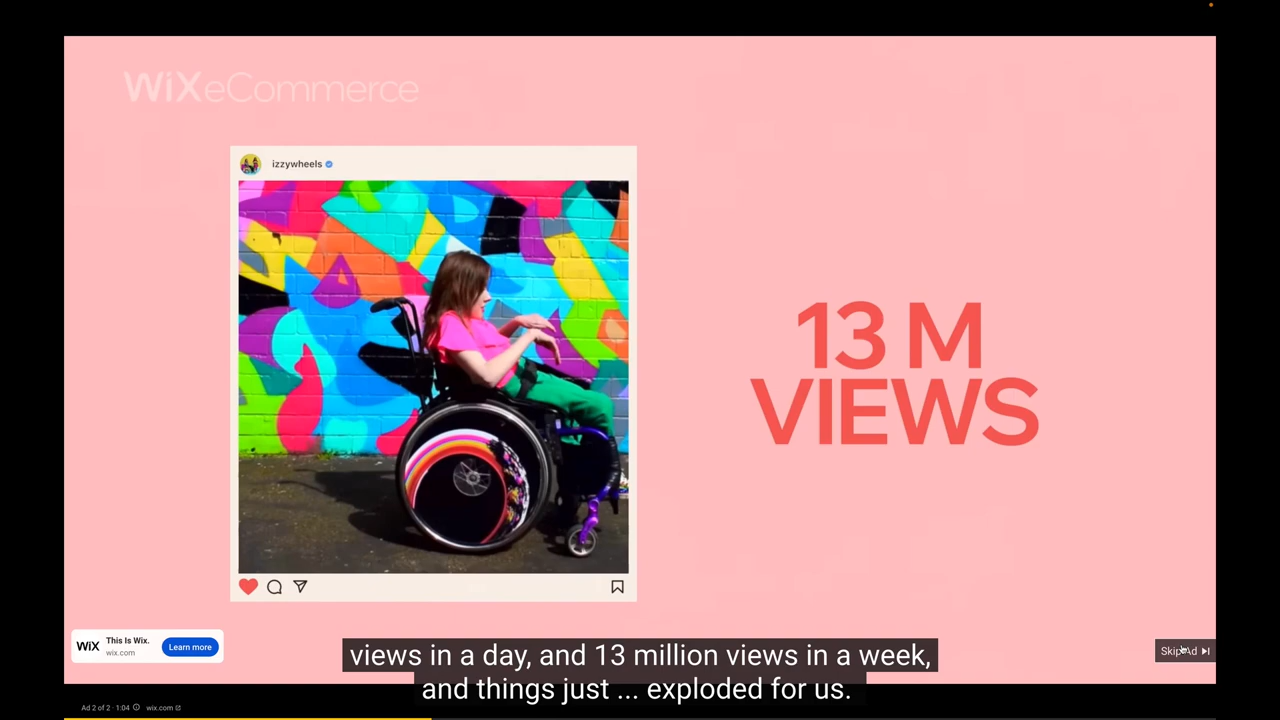 WiX eCommerce
izzywheels
13 M
VIEWS
WiX
This Is Wix.
wix.com
Learn more
views in a day, and 13 million views in a week,
and things just ... exploded for us.
Skip Ad
Ad 2 of 2 · 1:04
wix.com